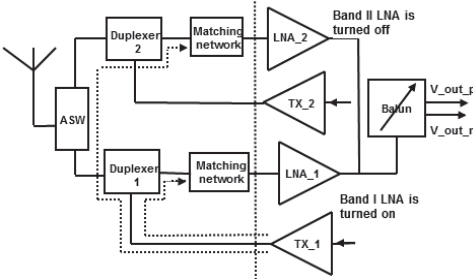 Duplexer
2
Matching
network
LNA_2
Band II LNA is
turned off
TX_2
ASW
Balun
V_out_p
V_out_n
Duplexer
1
Matching
network
LNA_1
Band I LNA is
turned on
TX_1